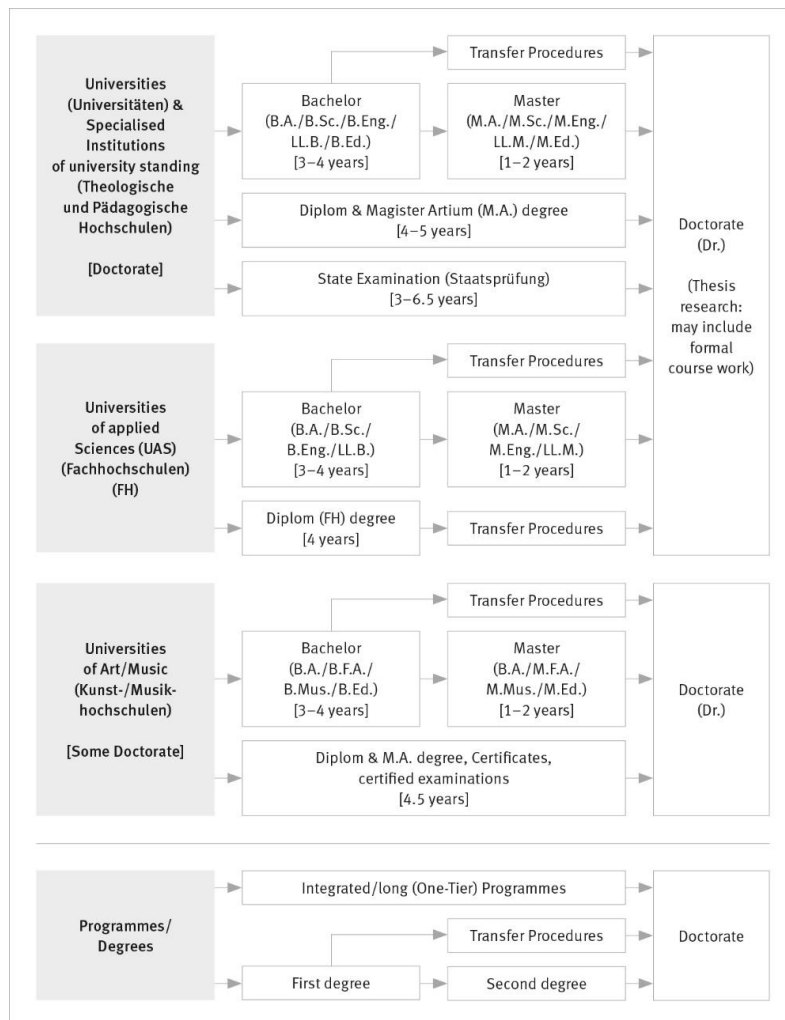 Universities
(Universitäten) &
Specialised
Institutions
of university standing
(Theologische
und Pädagogische
Hochschulen)
[Doctorate]
Transfer Procedures
Bachelor
(B.A./B.Sc./B.Eng./
LL.B./B.Ed.)
[3–4 years]
Master
(M.A./M.Sc./M.Eng./
LL.M./M.Ed.)
[1–2 years]
Diplom & Magister Artium (M.A.) degree
[4–5 years]
State Examination (Staatsprüfung)
[3–6.5 years]
Doctorate
(Dr.)
(Thesis
research:
may include
formal
course work)
Universities
of applied
Sciences (UAS)
(Fachhochschulen)
(FH)
Transfer Procedures
Bachelor
(B.A./B.Sc./
B.Eng./LL.B.)
[3–4 years]
Master
(M.A./M.Sc./
M.Eng./LL.M.)
[1–2 years]
Diplom (FH) degree
[4 years]
Transfer Procedures
Universities
of Art/Music
(Kunst-/Musik-
hochschulen)
[Some Doctorate]
Transfer Procedures
Bachelor
(B.A./B.F.A./
B.Mus./B.Ed.)
[3–4 years]
Master
(B.A./M.F.A./
M.Mus./M.Ed.)
[1–2 years]
Diplom & M.A. degree, Certificates,
certified examinations
[4.5 years]
Doctorate
(Dr.)
Programmes/
Degrees
Integrated/long (One-Tier) Programmes
Transfer Procedures
First degree
Second degree
Doctorate